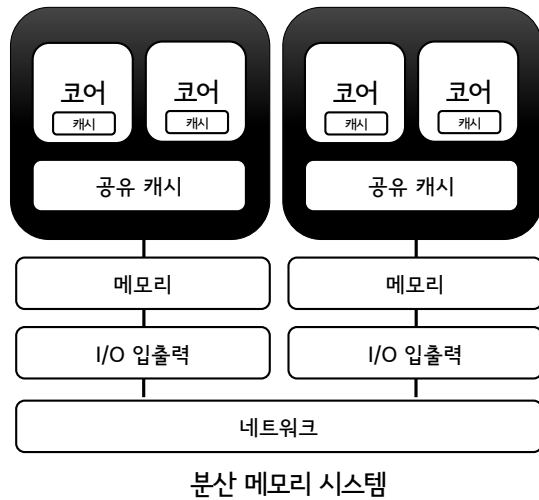 코어 코어 코어 코어
캐시 캐시 캐시 캐시
공유 캐시 공유 캐시
메모리 메모리
I/O 입출력 I/O 입출력
네트워크
분산 메모리 시스템